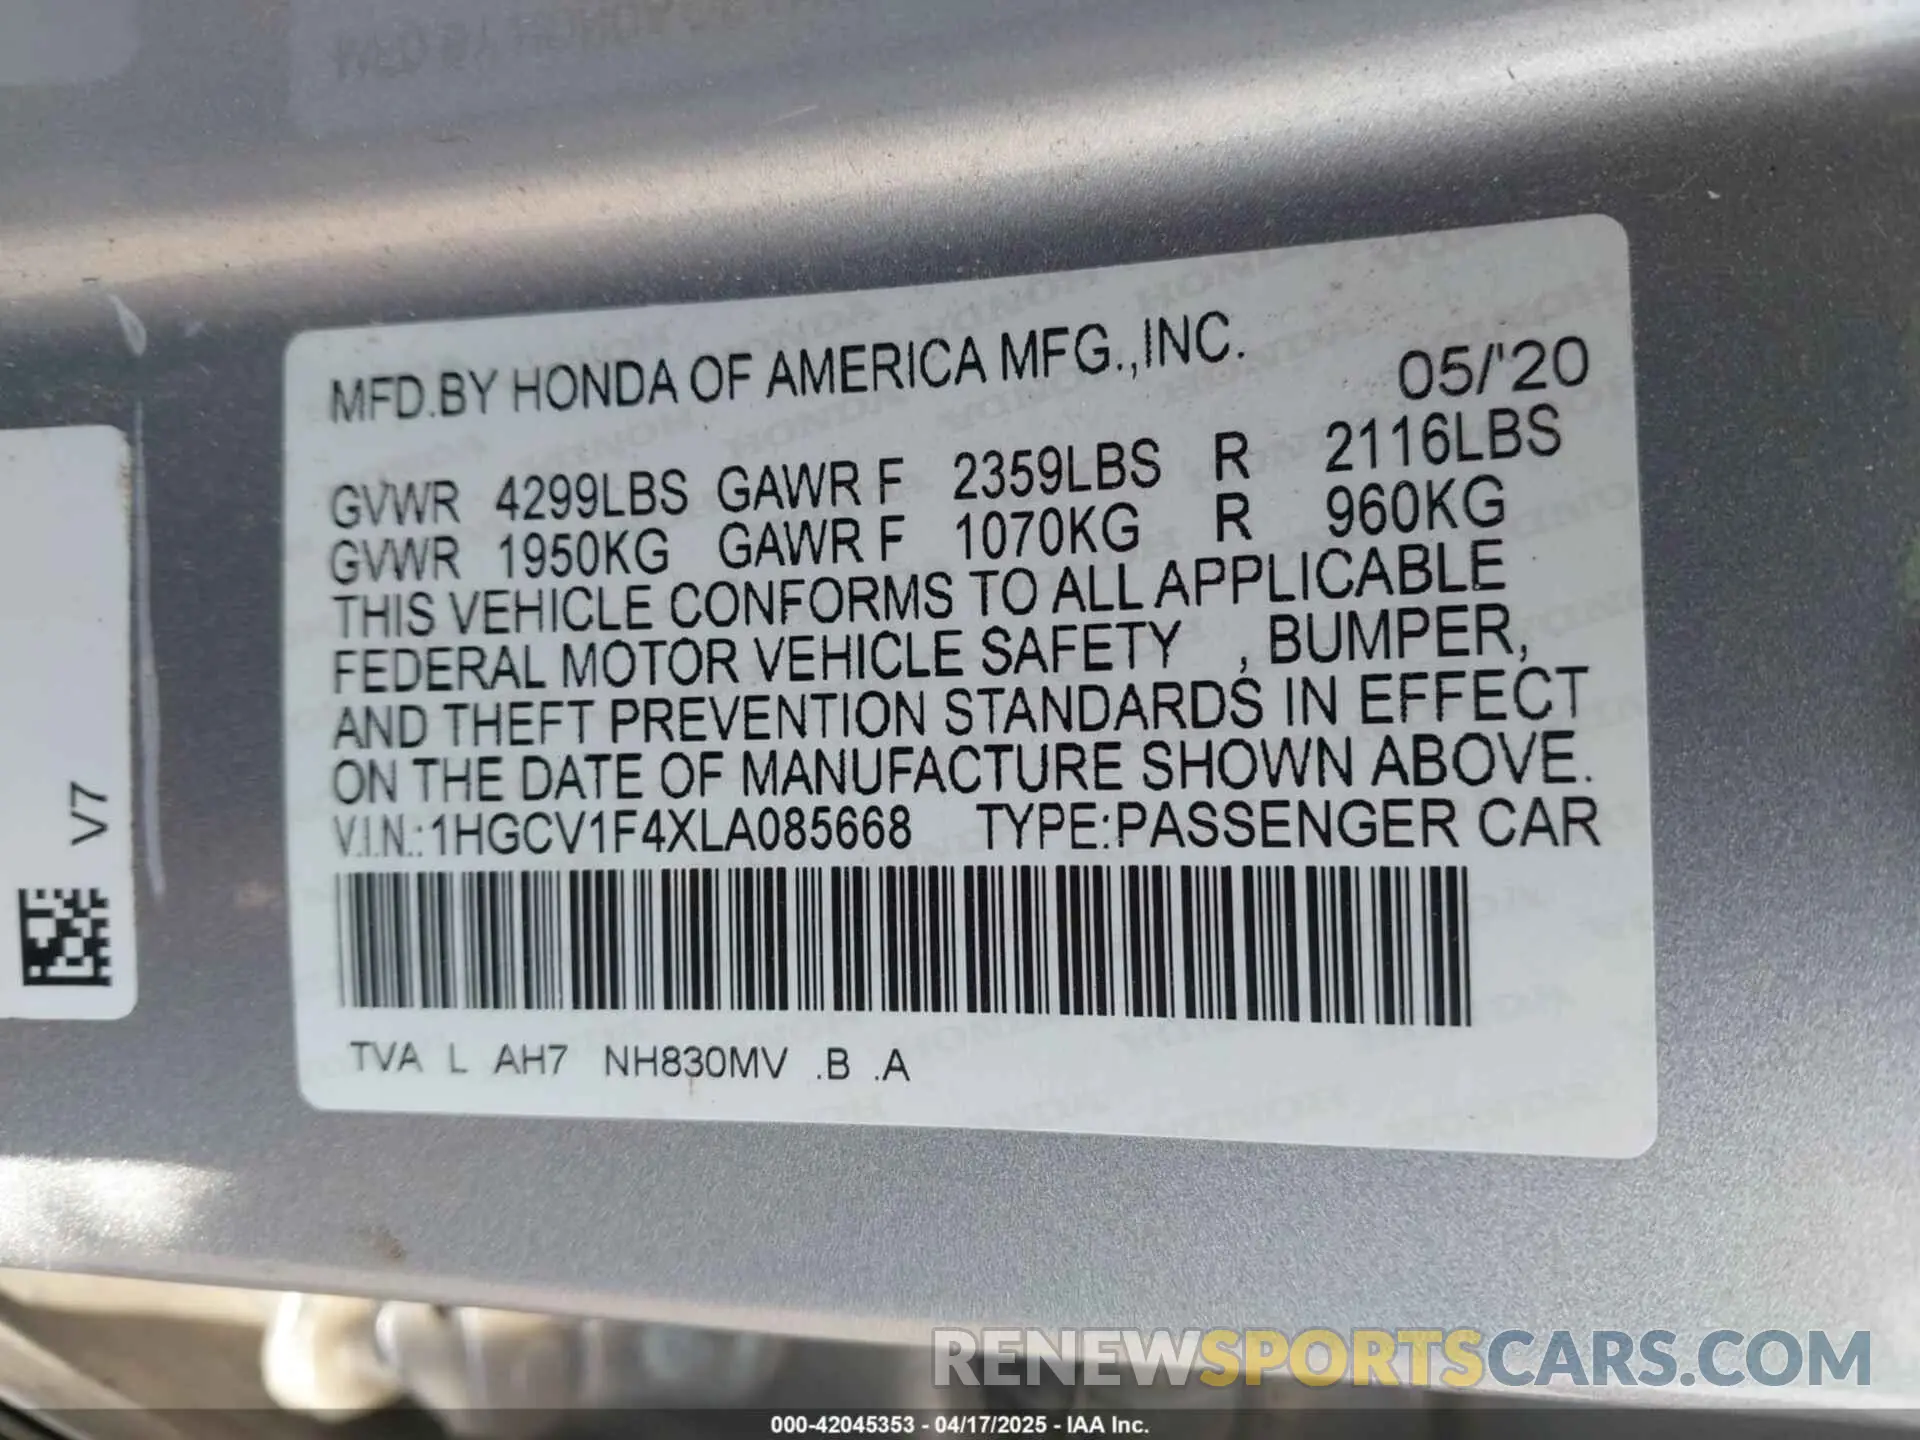 MFD.BY HONDA OF AMERICA MFG.,INC. 05/'20
GVWR 4299LBS GAWR F 2359LBS R 2116LBS
GVWR 1950KG GAWR F 1070KG R 960KG
THIS VEHICLE CONFORMS TO ALL APPLICABLE
FEDERAL MOTOR VEHICLE SAFETY , BUMPER,
AND THEFT PREVENTION STANDARDS IN EFFECT
ON THE DATE OF MANUFACTURE SHOWN ABOVE.
V.I.N.:1HGCV1F4XLA085668 TYPE:PASSENGER CAR
TVA L AH7 NH830MV .B .A
V7
RENEWSPORTSCARS.COM
000-42045353 - 04/17/2025 - IAA Inc.